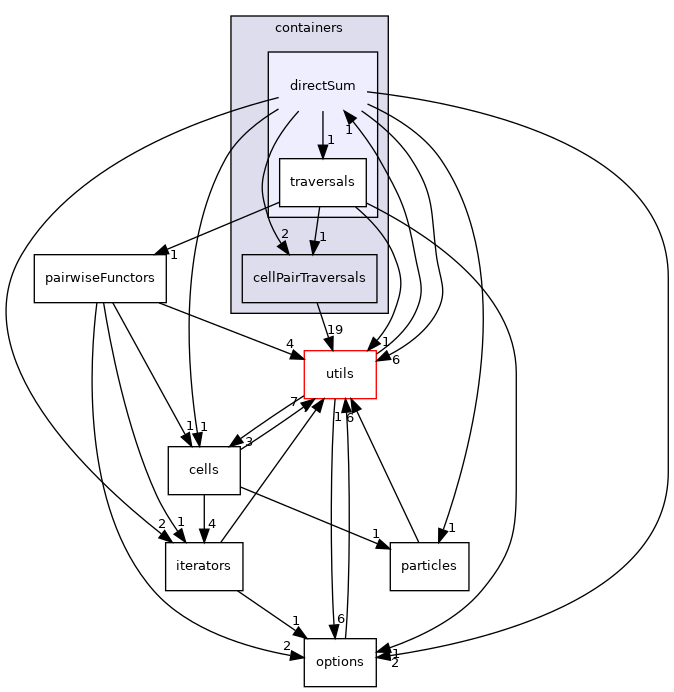 containers
directSum
1
1
traversals
2
1
1
cellPairTraversals
pairwiseFunctors
19
4
1
6
utils
7
1
6
1
1
3
cells
2
1
4
1
1
iterators
particles
1
6
2
1
2
options